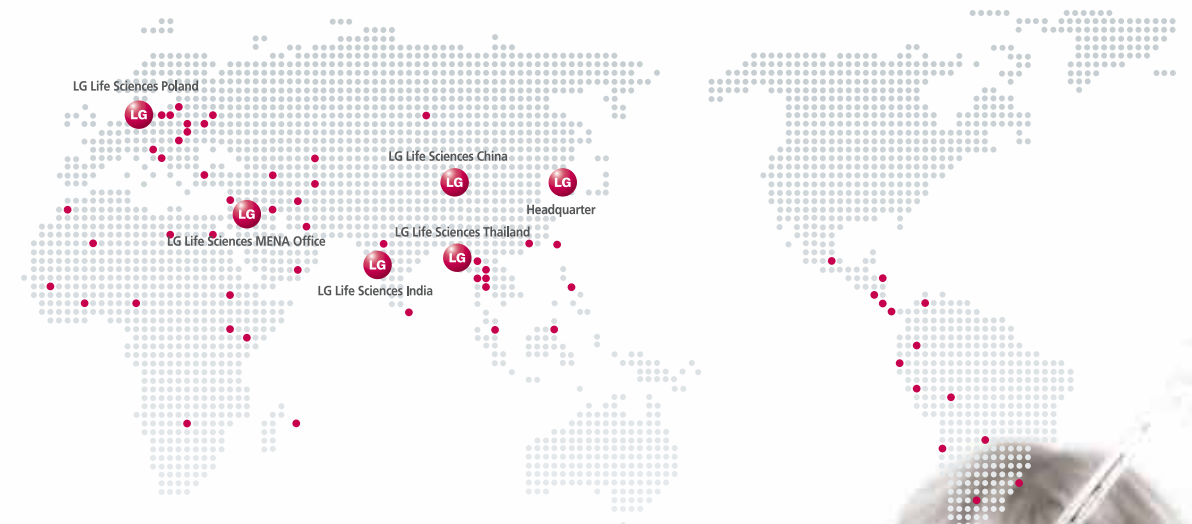 LG Life Sciences Poland
LG
LG Life Sciences China
LG
LG
Headquarter
LG
LG Life Sciences MENA Office
LG Life Sciences Thailand
LG
LG
LG Life Sciences India